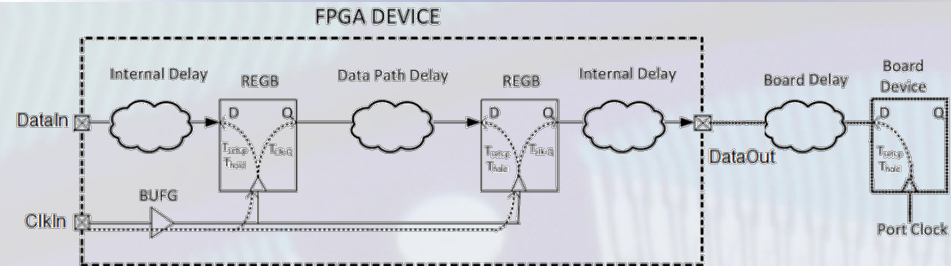 FPGA DEVICE
Internal Delay
REGB
Data Path Delay
REGB
Internal Delay
Board Delay
Board
Device
DataIn
D
Q
D
Q
D
Q
Tsetup
Thold
TclkQ
Tsetup
Thold
TclkQ
Tsetup
DataOut
BUFG
ClkIn
Port Clock